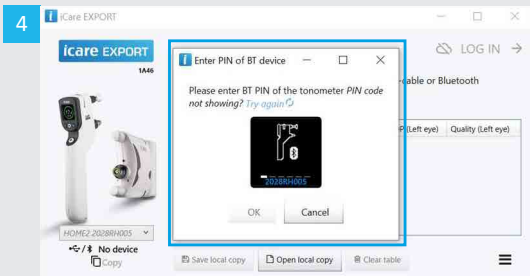 4
iCare EXPORT
icare EXPORT
1A46
LOG IN
Enter PIN of BT device
Please enter BT PIN of the tonometer PIN code
not showing? Try again
2028RH005
OK
Cancel
cable or Bluetooth
(Left eye)
Quality (Left eye)
HOME2 2028RH005
No device
Copy
Save local copy
Open local copy
Clear table